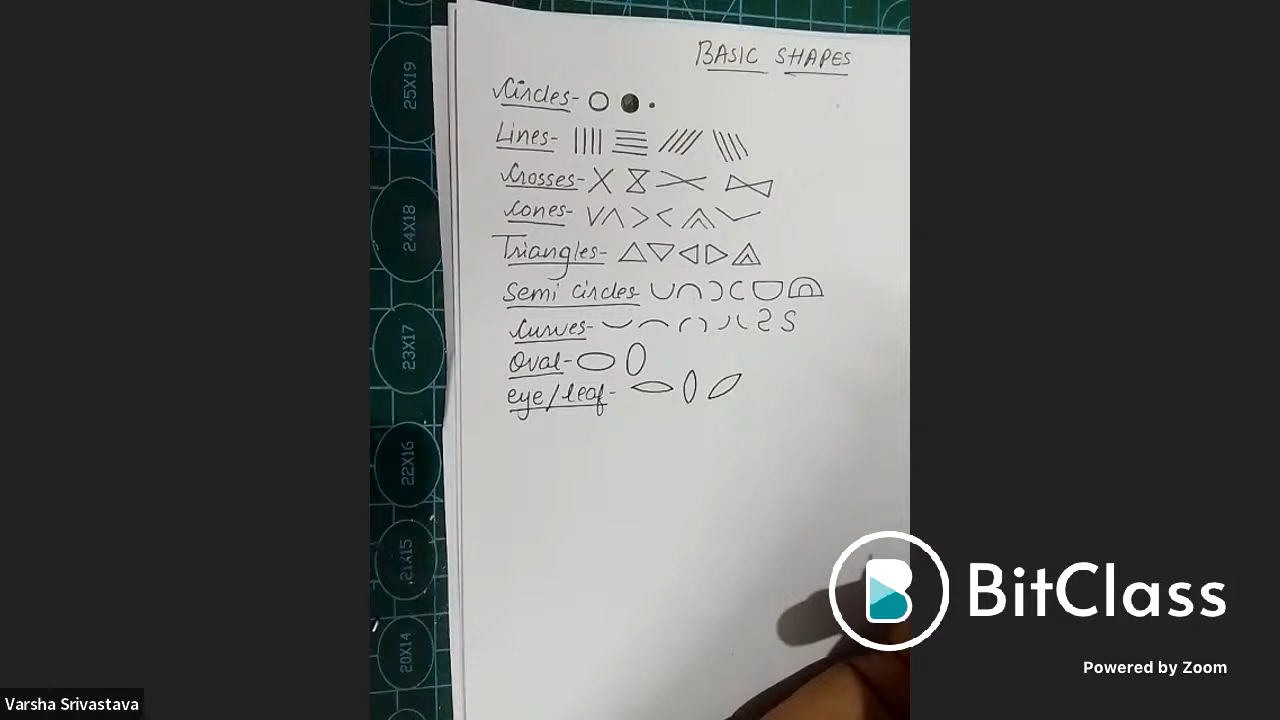 BASIC SHAPES
Circles-
Lines-
Crosses-
Cones-
Triangles-
Semi Circles-
Curves-
Oval-
eye/leaf-
25X19
24X18
23X17
22X16
21X15
20X14
BitClass
Powered by Zoom
Varsha Srivastava